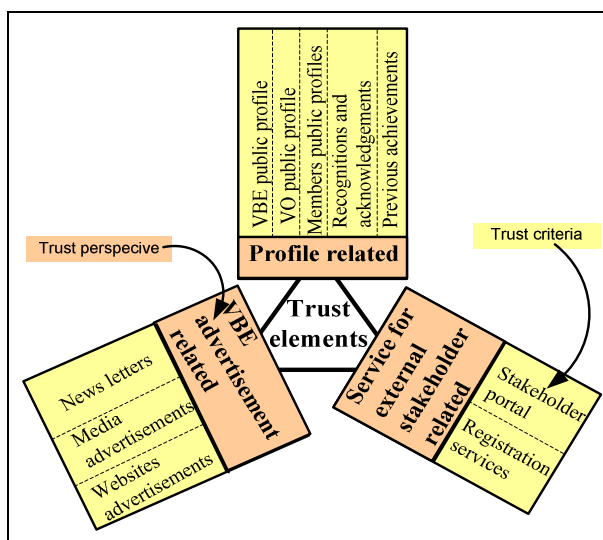 VBE public profile
VO public profile
Members public profiles
Recognitions and
acknowledgements
Previous achievements
Profile related
Trust perspecive
Trust criteria
Trust
elements
VBE
advertisement
related
News letters
Media
advertisements
Websites
advertisements
Service for
external
stakeholder
related
Stakeholder
portal
Registration
services